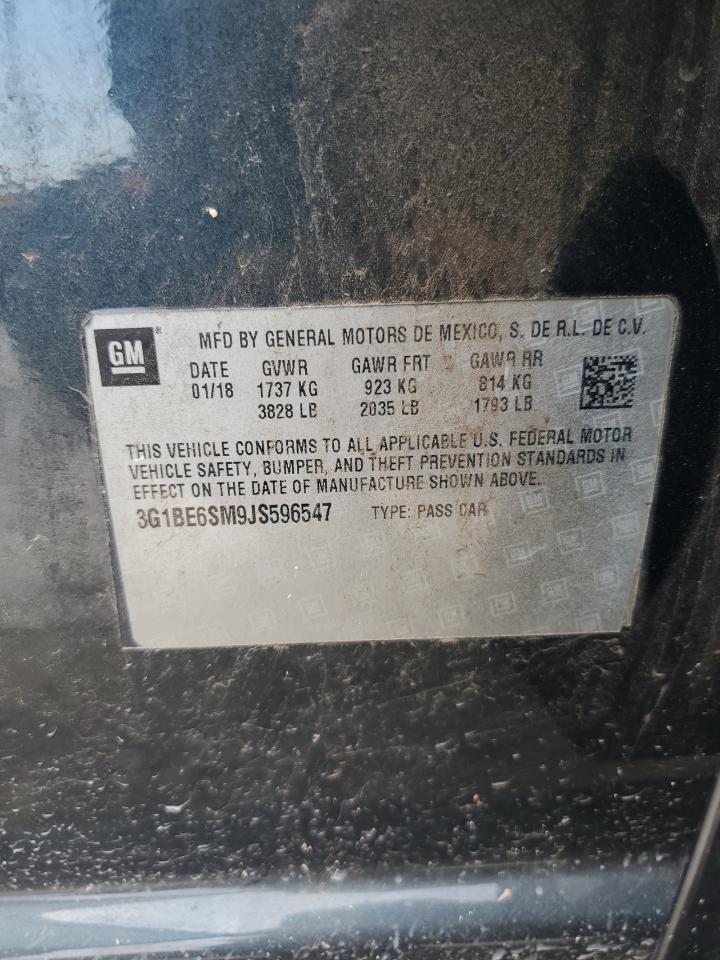 GM®
MFD BY GENERAL MOTORS DE MEXICO, S. DE R.L. DE C.V.
DATE GVWR GAWR FRT GAWR RR
01/18 1737 KG 923 KG 814 KG
3828 LB 2035 LB 1793 LB
THIS VEHICLE CONFORMS TO ALL APPLICABLE U.S. FEDERAL MOTOR
VEHICLE SAFETY, BUMPER, AND THEFT PREVENTION STANDARDS IN
EFFECT ON THE DATE OF MANUFACTURE SHOWN ABOVE.
3G1BE6SM9JS596547 TYPE: PASS CAR